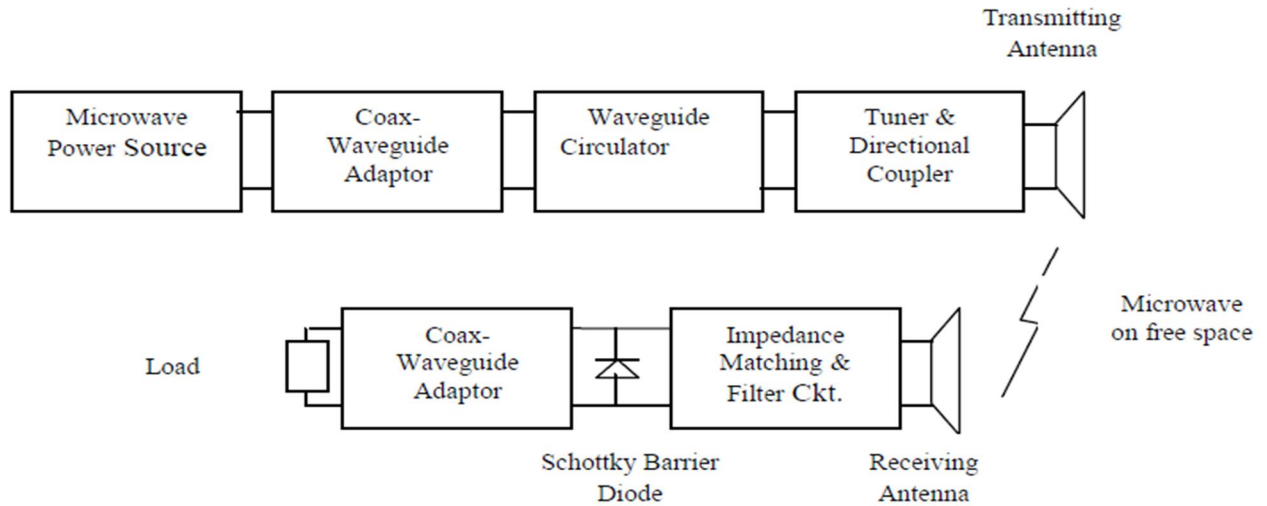 Transmitting
Antenna
Microwave
Power Source
Coax-
Waveguide
Adaptor
Waveguide
Circulator
Tuner &
Directional
Coupler
Microwave
on free space
Load
Coax-
Waveguide
Adaptor
Impedance
Matching &
Filter Ckt.
Schottky Barrier
Diode
Receiving
Antenna